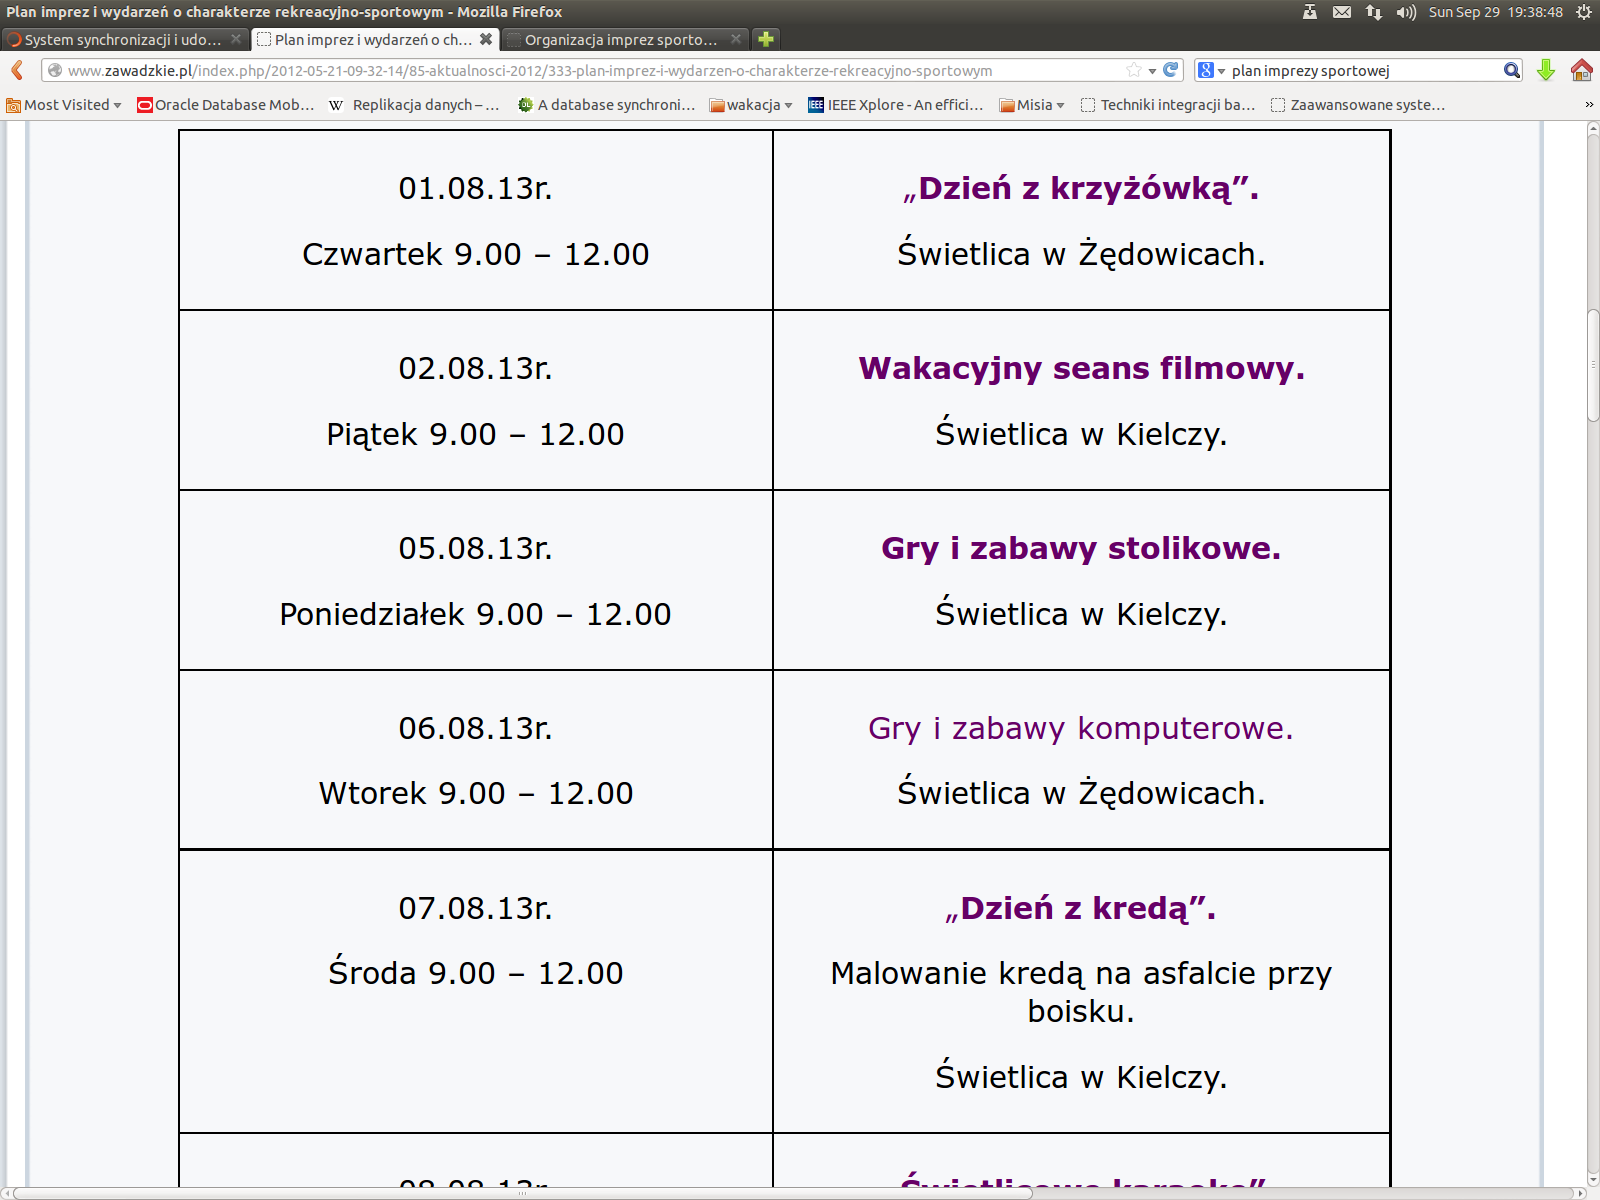 Plan imprez i wydarzeń o charakterze rekreacyjno-sportowym - Mozilla Firefox
Sun Sep 29 19:38:48
System synchronizacji i udo...
Plan imprez i wydarzeń o ch...
Organizacja imprez sporto...
www.zawadzkie.pl/index.php/2012-05-21-09-32-14/85-aktualnosci-2012/333-plan-imprez-i-wydarzen-o-charakterze-rekreacyjno-sportowym
plan imprezy sportowej
Most Visited
Oracle Database Mob...
Replikacja danych – ...
A database synchroni...
wakacja
IEEE Xplore - An effici...
Misia
Techniki integracji ba...
Zaawansowane syste...
01.08.13r.
Czwartek 9.00 – 12.00
„Dzień z krzyżówką”.
Świetlica w Żędowicach.
02.08.13r.
Piątek 9.00 – 12.00
Wakacyjny seans filmowy.
Świetlica w Kielczy.
05.08.13r.
Poniedziałek 9.00 – 12.00
Gry i zabawy stolikowe.
Świetlica w Kielczy.
06.08.13r.
Wtorek 9.00 – 12.00
Gry i zabawy komputerowe.
Świetlica w Żędowicach.
07.08.13r.
Środa 9.00 – 12.00
„Dzień z kredą”.
Malowanie kredą na asfalcie przy
boisku.
Świetlica w Kielczy.
08.08.13r.
Świetlicowe karaoke”